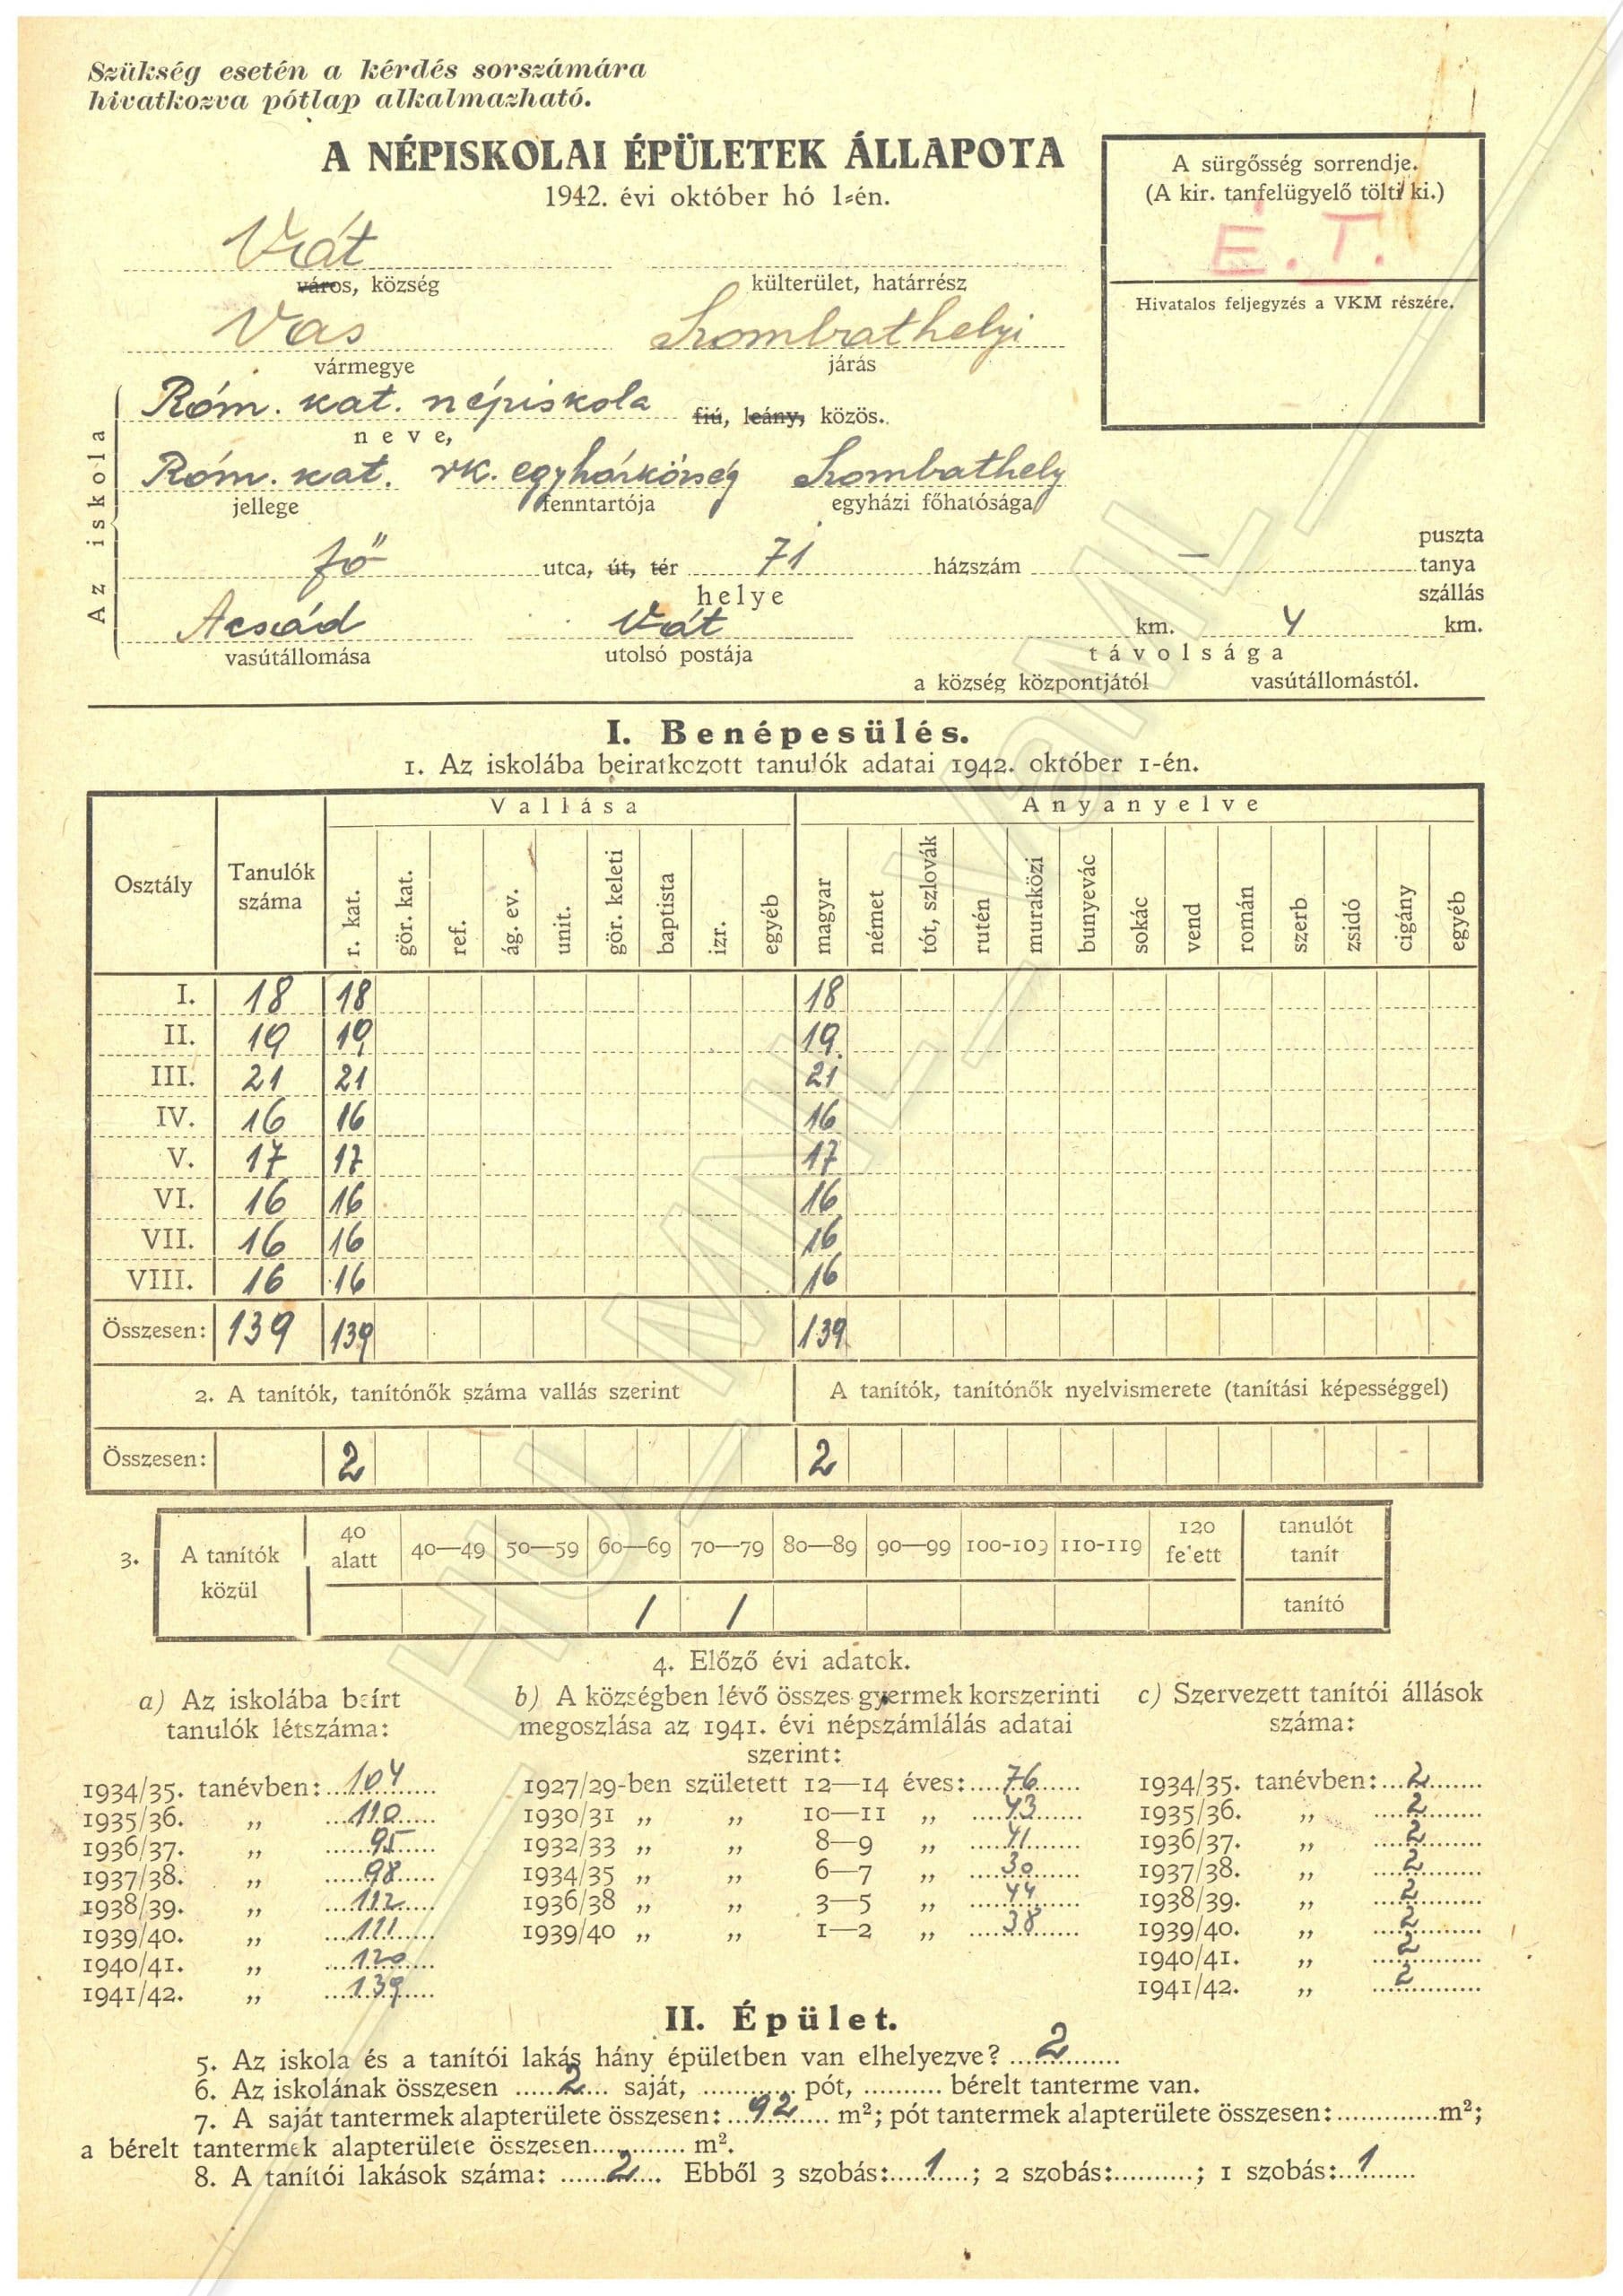 Szükség esetén a kérdés sorszámára
hivatkozva pótlap alkalmazható.
A NÉPISKOLAI ÉPÜLETEK ÁLLAPOTA
1942. évi október hó 1-én.
A sürgősség sorrendje.
(A kir. tanfelügyelő tölti ki.)
É. T.
Hivatalos feljegyzés a VKM részére.
Vát
város, község külterület, határrész
Vas Szombathelyi
vármegye járás
Az iskola
Róm. kat. népiskola fiú, leány, közös.
neve,
Róm. kat. rk. egyházközség Szombathely
jellege fenntartója egyházi főhatósága
fő utca, út, tér 71 házszám — puszta
tanya
szállás
helye
Acsád Vát km. 4 km.
vasútállomása utolsó postája távolsága
a község központjától vasútállomástól.
I. Benépesülés.
1. Az iskolába beiratkozott tanulók adatai 1942. október 1-én.
Osztály Tanulók száma Vallása Anyanyelve
r. kat. gör. kat. ref. ág. ev. unit. gör. keleti baptista izr. egyéb magyar német tót, szlovák rutén muraközi bunyevác sokác vend román szerb zsidó cigány egyéb
I. 18 18 18
II. 19 19 19
III. 21 21 21
IV. 16 16 16
V. 17 17 17
VI. 16 16 16
VII. 16 16 16
VIII. 16 16 16
Összesen: 139 139 139
2. A tanítók, tanítónők száma vallás szerint A tanítók, tanítónők nyelvismerete (tanítási képességgel)
Összesen: 2 2
3. A tanítók közül 40 alatt 40—49 50—59 60—69 70—79 80—89 90—99 100-109 110-119 120 felett tanulót tanít
1 1 tanító
4. Előző évi adatok.
a) Az iskolába beírt
tanulók létszáma:
1934/35. tanévben: 104
1935/36. „ 110
1936/37. „ 95
1937/38. „ 98
1938/39. „ 112
1939/40. „ 111
1940/41. „ 120
1941/42. „ 139
b) A községben lévő összes gyermek korszerinti
megoszlása az 1941. évi népszámlálás adatai
szerint:
1927/29-ben született 12—14 éves: 76
1930/31 „ „ 10—11 „ 43
1932/33 „ „ 8—9 „ 41
1934/35 „ „ 6—7 „ 30
1936/38 „ „ 3—5 „ 44
1939/40 „ „ 1—2 „ 38
c) Szervezett tanítói állások
száma:
1934/35. tanévben: 2
1935/36. „ 2
1936/37. „ 2
1937/38. „ 2
1938/39. „ 2
1939/40. „ 2
1940/41. „ 2
1941/42. „ 2
II. Épület.
5. Az iskola és a tanítói lakás hány épületben van elhelyezve? 2
6. Az iskolának összesen 2 saját, .......... pót, .......... bérelt tanterme van.
7. A saját tantermek alapterülete összesen: 92 m²; pót tantermek alapterülete összesen: .......... m²;
a bérelt tantermek alapterülete összesen .......... m².
8. A tanítói lakások száma: 2. Ebből 3 szobás: 1; 2 szobás: ..........; 1 szobás: 1
HU_MNL_VaML